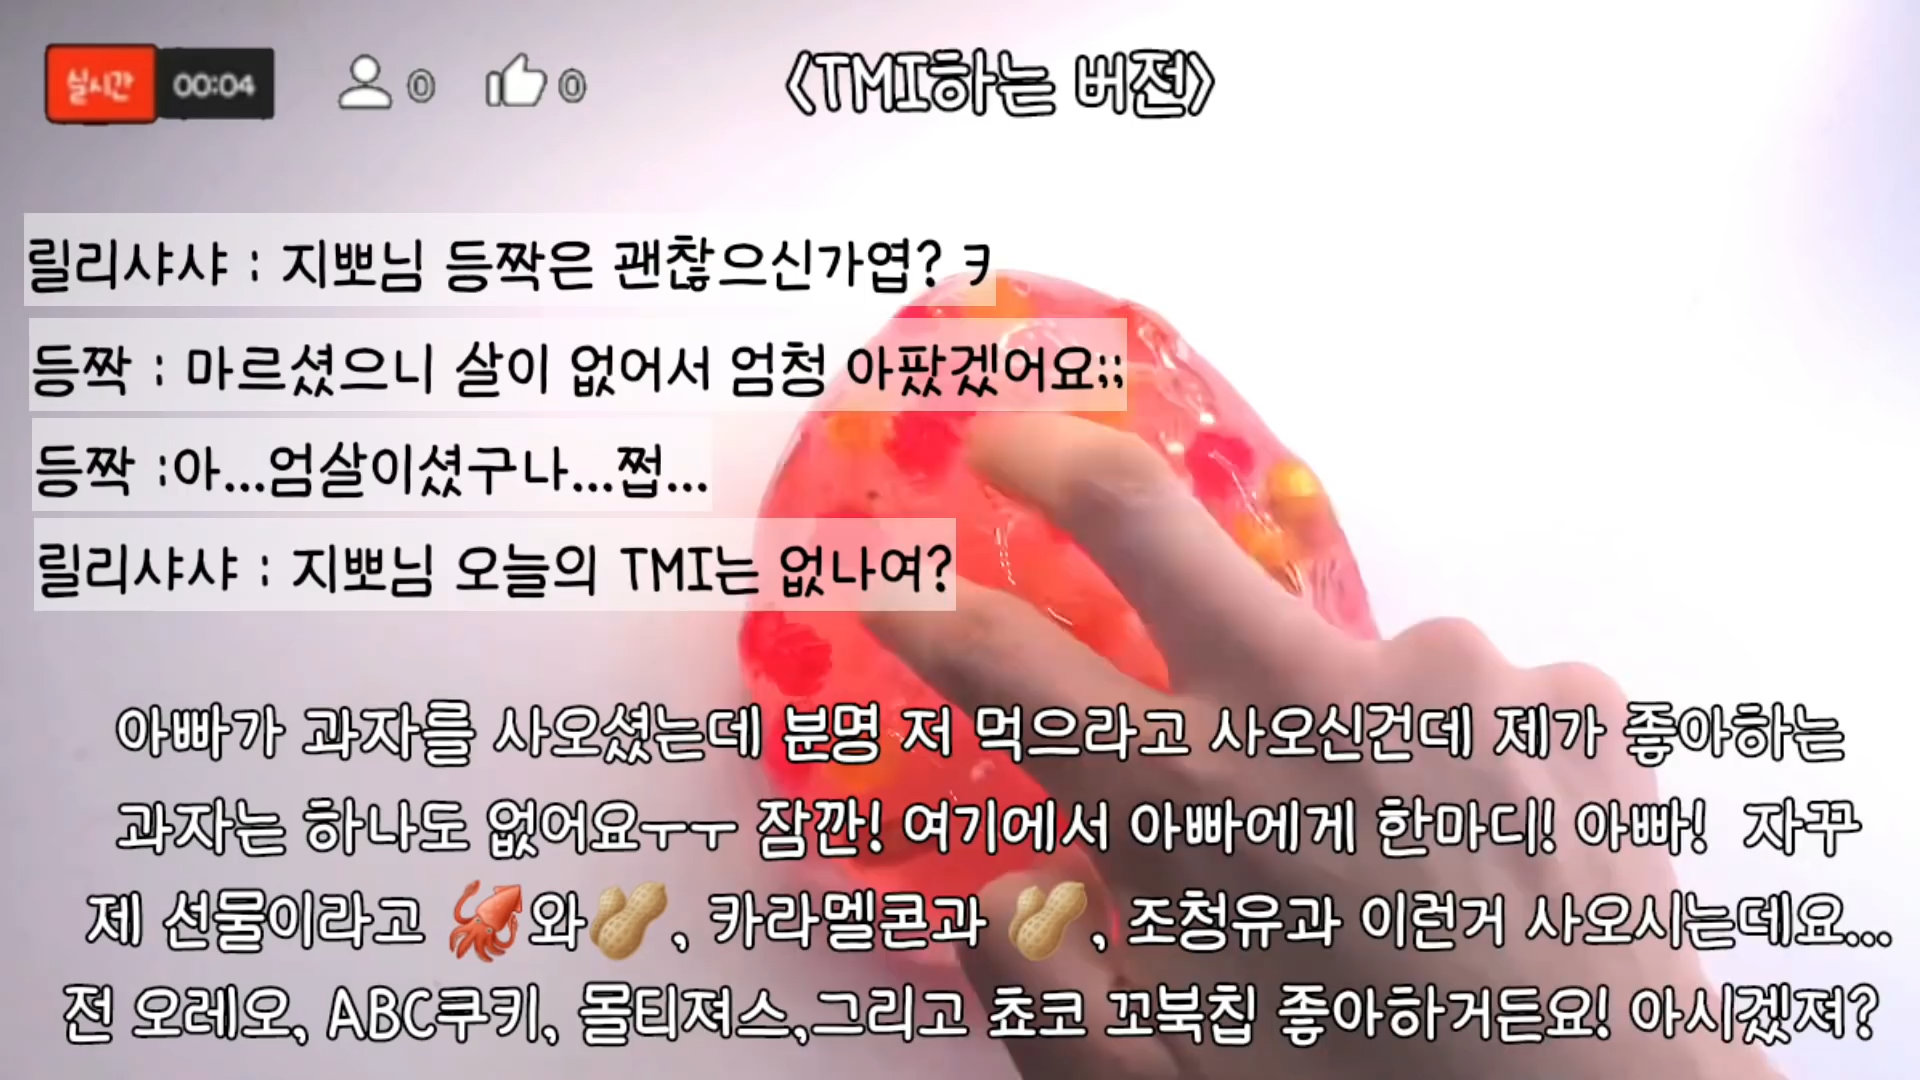 실시간 00:04 0 0
<TMI하는 버젼>
릴리샤샤 : 지뽀님 등짝은 괜찮으신가엽? ㅋ
등짝 : 마르셨으니 살이 없어서 엄청 아팠겠어요;;
등짝 :아...엄살이셨구나...쩝...
릴리샤샤 : 지뽀님 오늘의 TMI는 없나여?
아빠가 과자를 사오셨는데 분명 저 먹으라고 사오신건데 제가 좋아하는
과자는 하나도 없어요ㅜㅜ 잠깐! 여기에서 아빠에게 한마디! 아빠! 자꾸
제 선물이라고 🦑와🥜, 카라멜콘과 🥜, 조청유과 이런거 사오시는데요...
전 오레오, ABC쿠키, 몰티져스,그리고 쵸코 꼬북칩 좋아하거든요! 아시겠져?